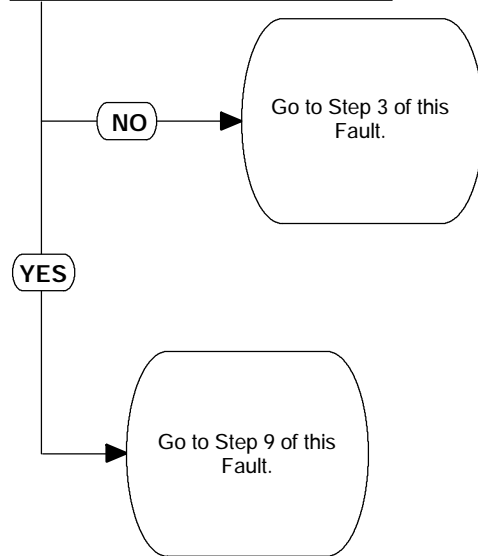 NO
Go to Step 3 of this
Fault.
YES
Go to Step 9 of this
Fault.